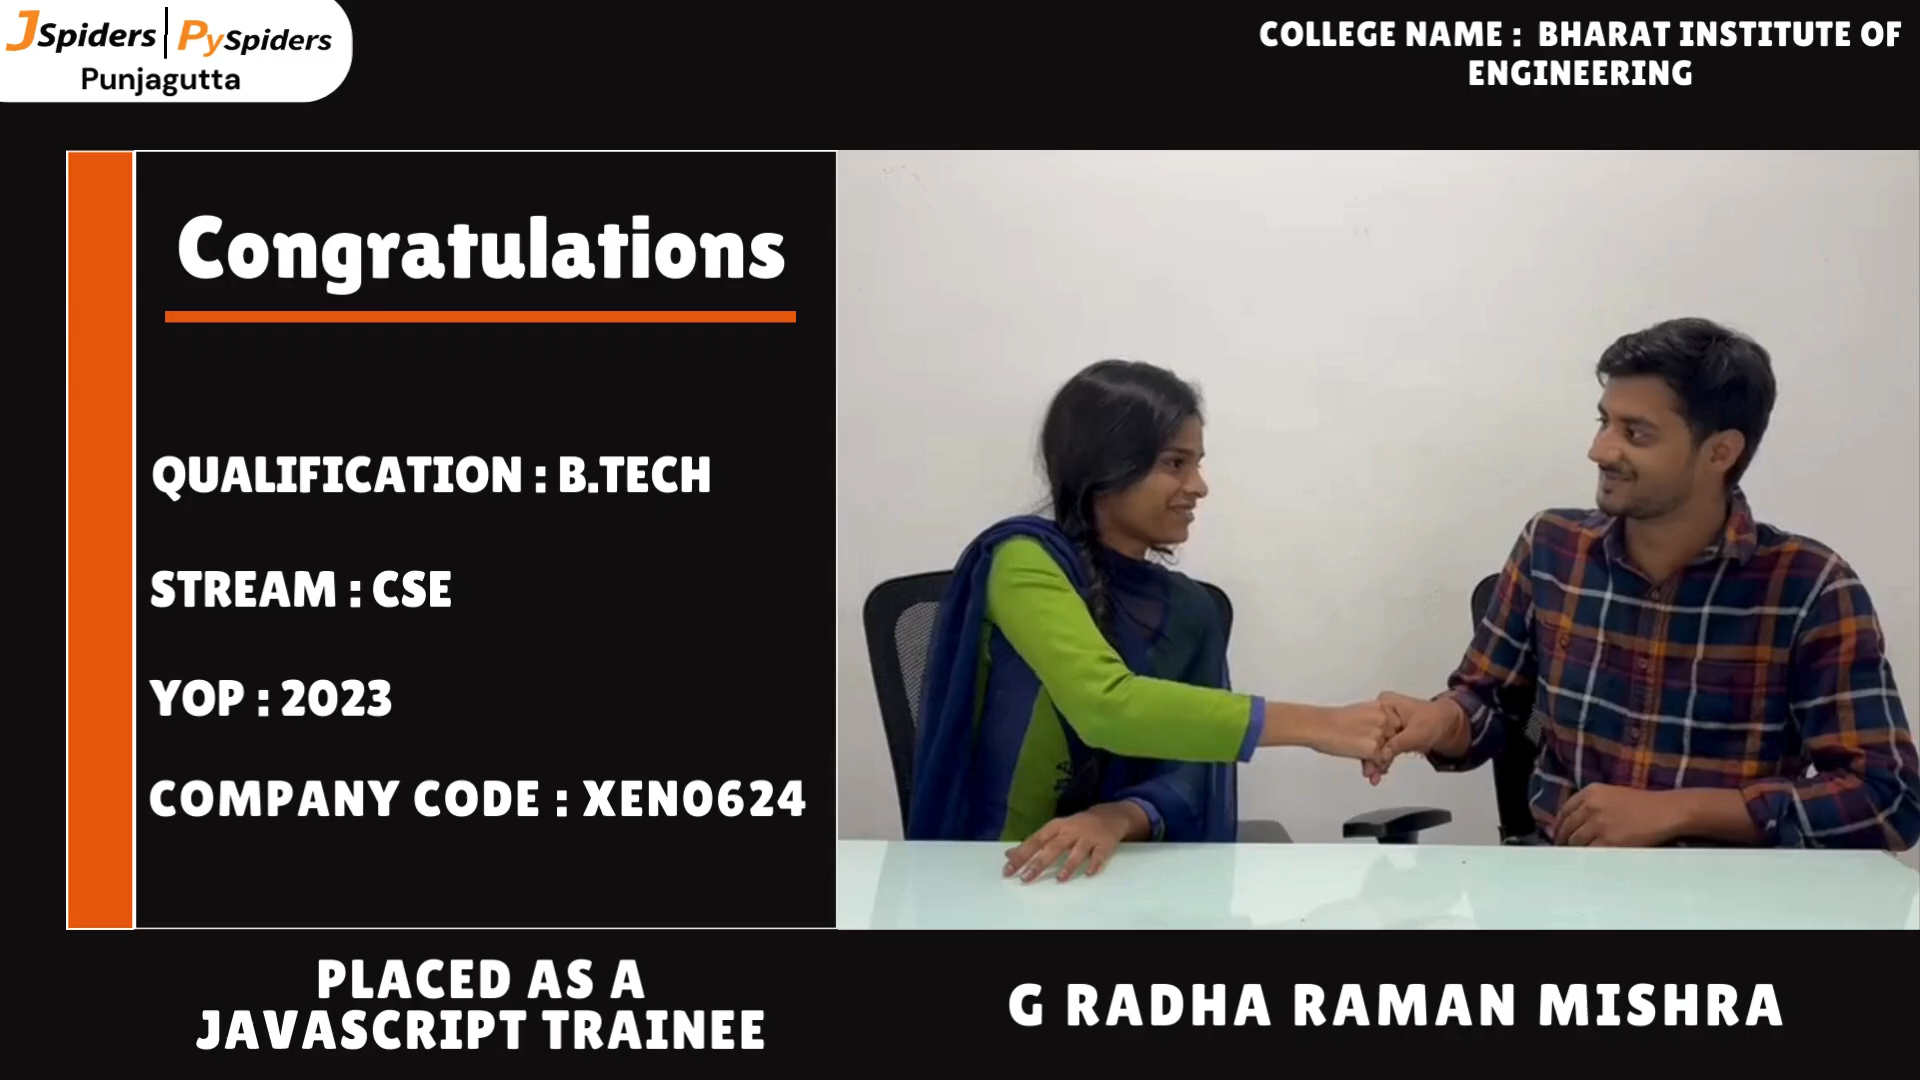 JSpiders | PySpiders
Punjagutta
COLLEGE NAME : BHARAT INSTITUTE OF
ENGINEERING
Congratulations
QUALIFICATION : B.TECH
STREAM : CSE
YOP : 2023
COMPANY CODE : XEN0624
PLACED AS A
JAVASCRIPT TRAINEE
G RADHA RAMAN MISHRA